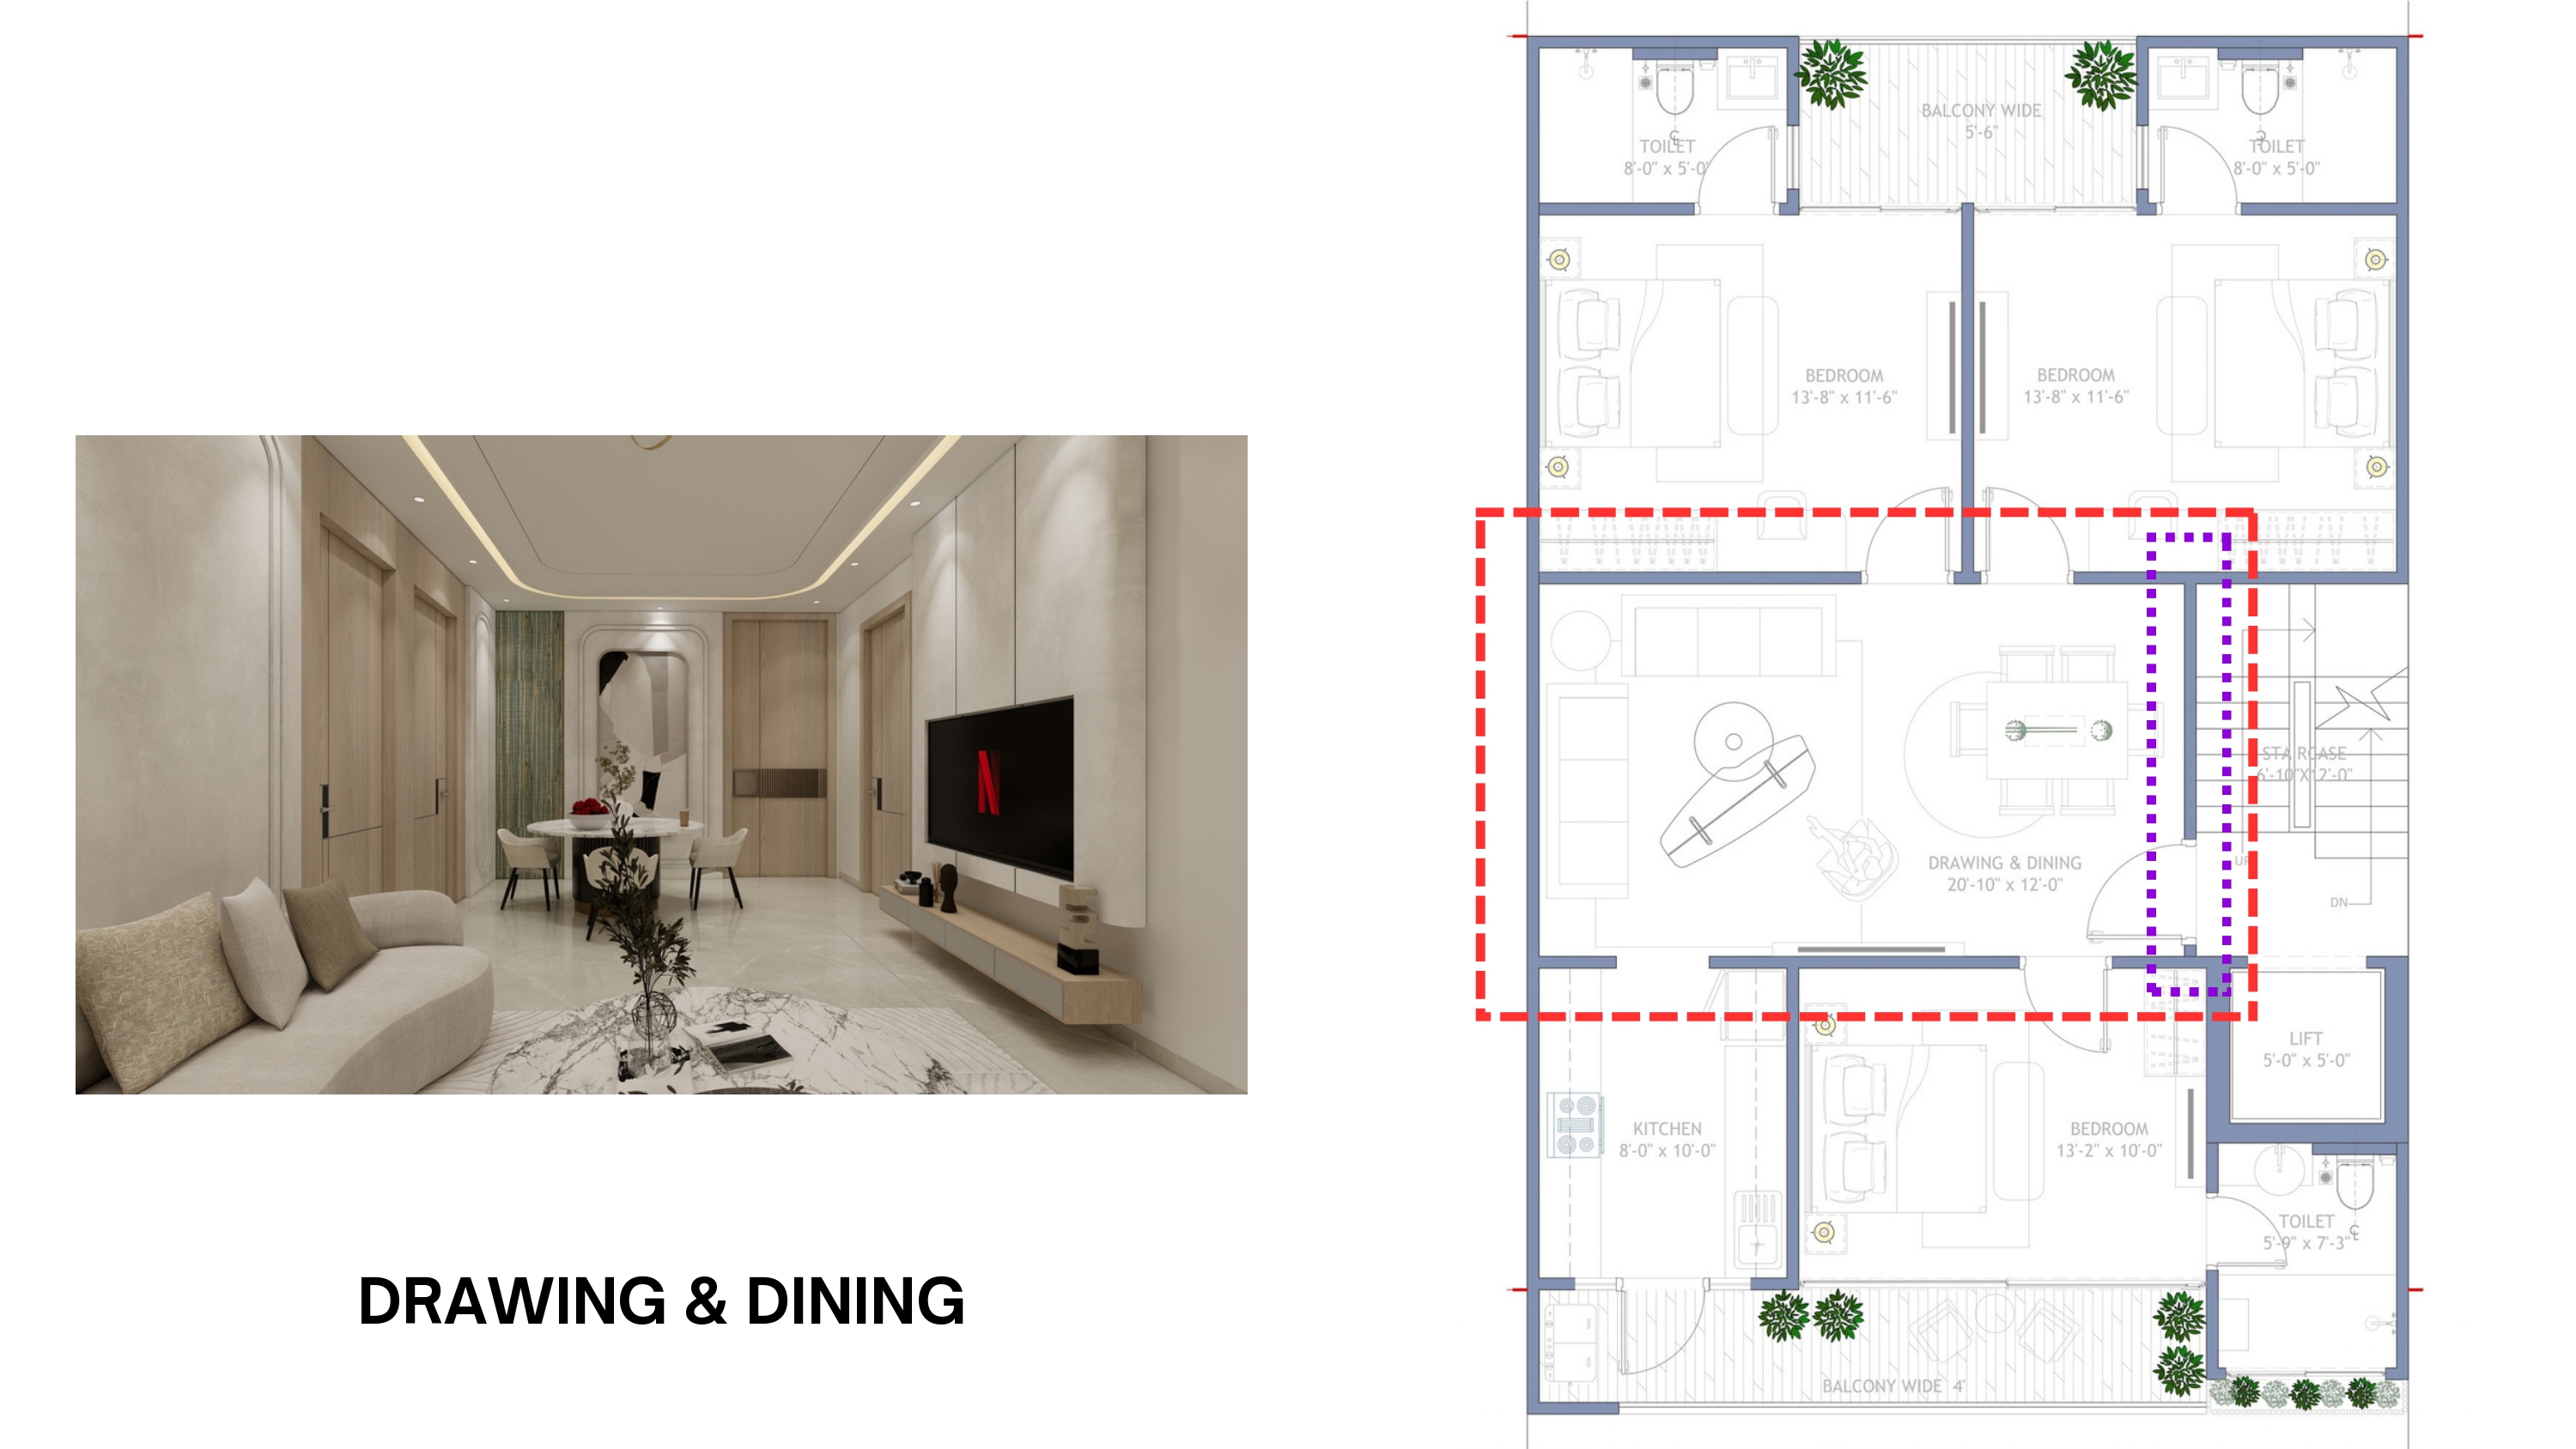 BALCONY WIDE
5'-6"
TOILET
8'-0" x 5'-0"
TOILET
8'-0" x 5'-0"
BEDROOM
13'-8" x 11'-6"
BEDROOM
13'-8" x 11'-6"
N
STAIRCASE
6'-10"X12'-0"
UP
DRAWING & DINING
20'-10" x 12'-0"
DN
LIFT
5'-0" x 5'-0"
KITCHEN
8'-0" x 10'-0"
BEDROOM
13'-2" x 10'-0"
TOILET
5'-9" x 7'-3"
DRAWING & DINING
BALCONY WIDE 4'